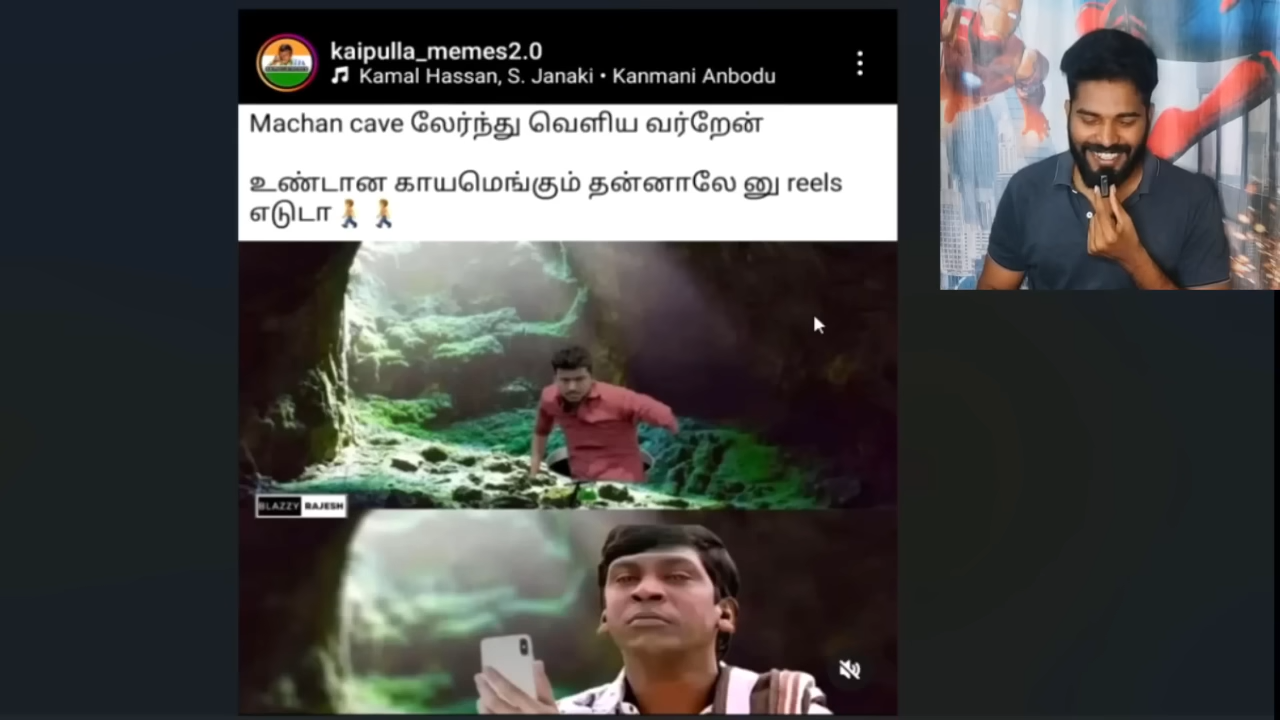 kaipulla_memes2.0
Kamal Hassan, S. Janaki • Kanmani Anbodu
Machan cave லேர்ந்து வெளிய வர்றேன்
உண்டான காயமெங்கும் தன்னாலே னு reels
எடுடா🚶🚶
BLAZZY RAJESH